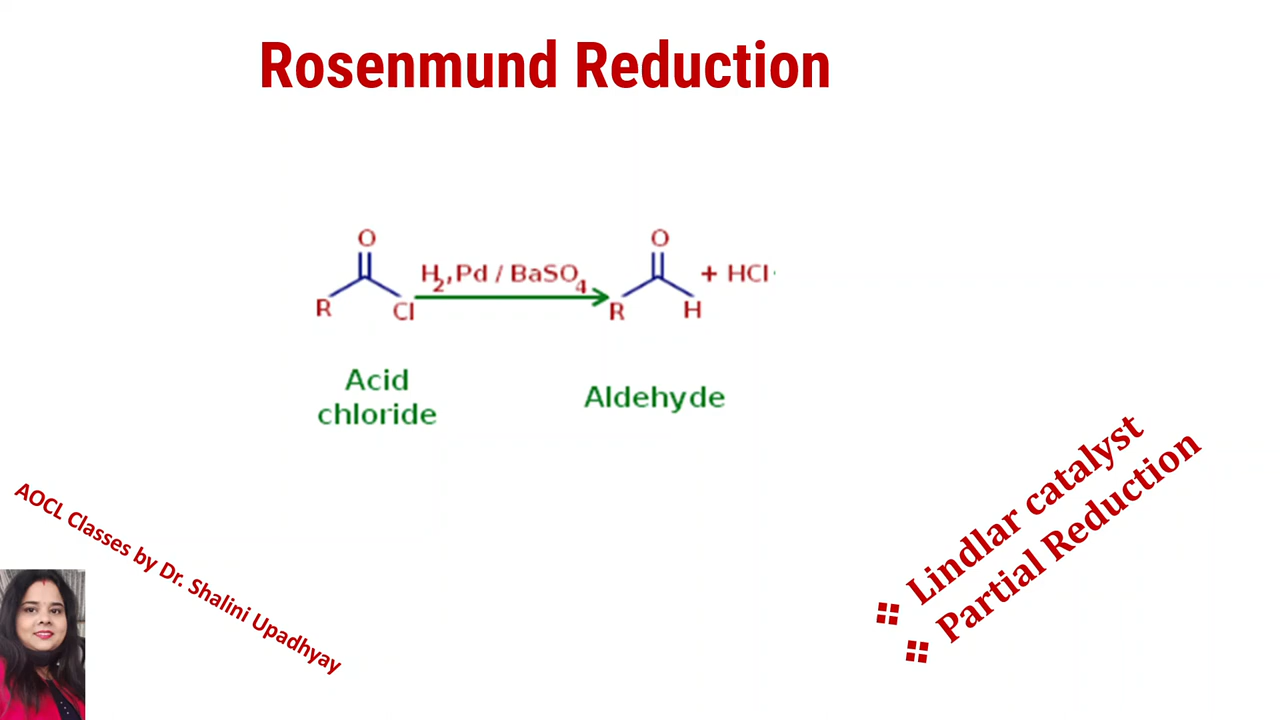 Rosenmund Reduction
O
R
Cl
H2,Pd / BaSO4
O
R
H
+ HCl
Acid
chloride
Aldehyde
Lindlar catalyst
Partial Reduction
AOCL Classes by Dr. Shalini Upadhyay